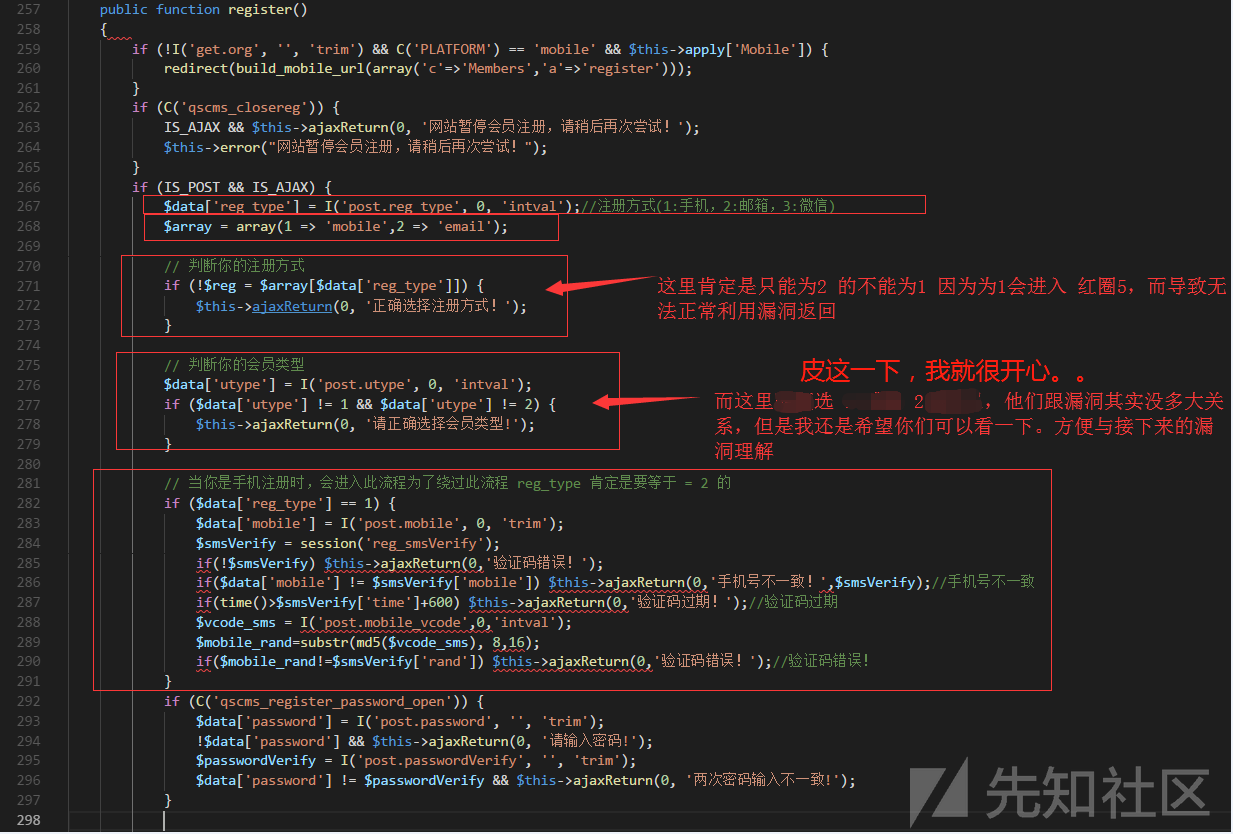 257 public function register()
258 {
259 if (!I('get.org', '', 'trim') && C('PLATFORM') == 'mobile' && $this->apply['Mobile']) {
260 redirect(build_mobile_url(array('c'=>'Members','a'=>'register')));
261 }
262 if (C('qscms_closereg')) {
263 IS_AJAX && $this->ajaxReturn(0, '网站暂停会员注册，请稍后再次尝试！');
264 $this->error("网站暂停会员注册，请稍后再次尝试！");
265 }
266 if (IS_POST && IS_AJAX) {
267 $data['reg_type'] = I('post.reg_type', 0, 'intval');//注册方式(1:手机，2:邮箱，3:微信)
268 $array = array(1 => 'mobile',2 => 'email');
269
270 // 判断你的注册方式
271 if (!$reg = $array[$data['reg_type']]) {
272 $this->ajaxReturn(0, '正确选择注册方式！');
273 }
这里肯定是只能为2 的不能为1 因为为1会进入 红圈5，而导致无
法正常利用漏洞返回
274
275 // 判断你的会员类型
276 $data['utype'] = I('post.utype', 0, 'intval');
277 if ($data['utype'] != 1 && $data['utype'] != 2) {
278 $this->ajaxReturn(0, '请正确选择会员类型!');
279 }
皮这一下，我就很开心。。
而这里 选 2 ，他们跟漏洞其实没多大关
系，但是我还是希望你们可以看一下。方便与接下来的漏
洞理解
280
281 // 当你是手机注册时，会进入此流程为了绕过此流程 reg_type 肯定是要等于 = 2 的
282 if ($data['reg_type'] == 1) {
283 $data['mobile'] = I('post.mobile', 0, 'trim');
284 $smsVerify = session('reg_smsVerify');
285 if(!$smsVerify) $this->ajaxReturn(0,'验证码错误！');
286 if($data['mobile'] != $smsVerify['mobile']) $this->ajaxReturn(0,'手机号不一致！',$smsVerify);//手机号不一致
287 if(time()>$smsVerify['time']+600) $this->ajaxReturn(0,'验证码过期！');//验证码过期
288 $vcode_sms = I('post.mobile_vcode',0,'intval');
289 $mobile_rand=substr(md5($vcode_sms), 8,16);
290 if($mobile_rand!=$smsVerify['rand']) $this->ajaxReturn(0,'验证码错误！');//验证码错误！
291 }
292 if (C('qscms_register_password_open')) {
293 $data['password'] = I('post.password', '', 'trim');
294 !$data['password'] && $this->ajaxReturn(0, '请输入密码!');
295 $passwordVerify = I('post.passwordVerify', '', 'trim');
296 $data['password'] != $passwordVerify && $this->ajaxReturn(0, '两次密码输入不一致!');
297 }
298
先知社区